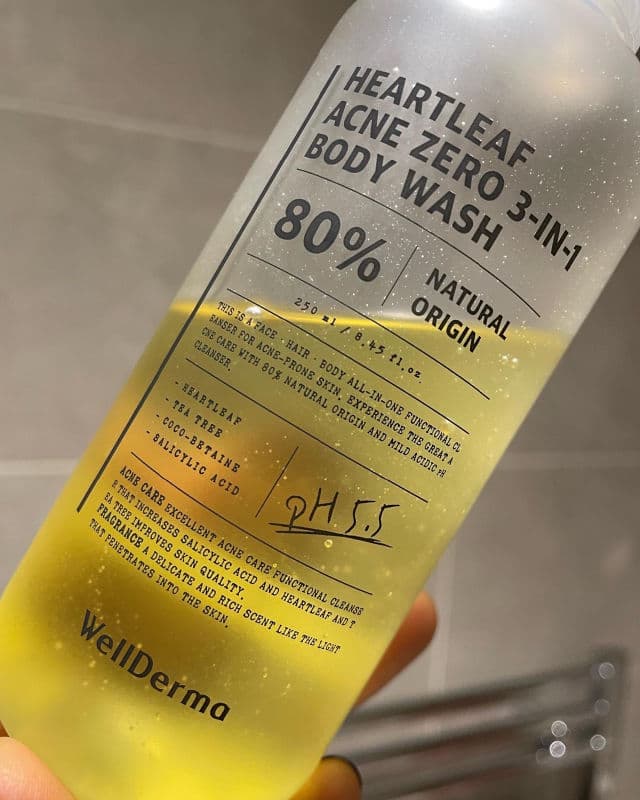 HEARTLEAF
ACNE ZERO 3-IN-1
BODY WASH
80%
NATURAL
ORIGIN
250 ml / 8.45 fl.oz.
THIS IS A FACE · HAIR · BODY ALL-IN-ONE FUNCTIONAL CL
EANSER FOR ACNE-PRONE SKIN. EXPERIENCE THE GREAT A
CNE CARE WITH 80% NATURAL ORIGIN AND MILD ACIDIC pH
CLEANSER.
- HEARTLEAF
- TEA TREE
- COCO-BETAINE
- SALICYLIC ACID
pH 5.5
ACNE CARE EXCELLENT ACNE CARE FUNCTIONAL CLEANSE
R THAT INCREASES SALICYLIC ACID AND HEARTLEAF AND T
EA TREE IMPROVES SKIN QUALITY.
FRAGRANCE A DELICATE AND RICH SCENT LIKE THE LIGHT
THAT PENETRATES INTO THE SKIN.
WellDerma